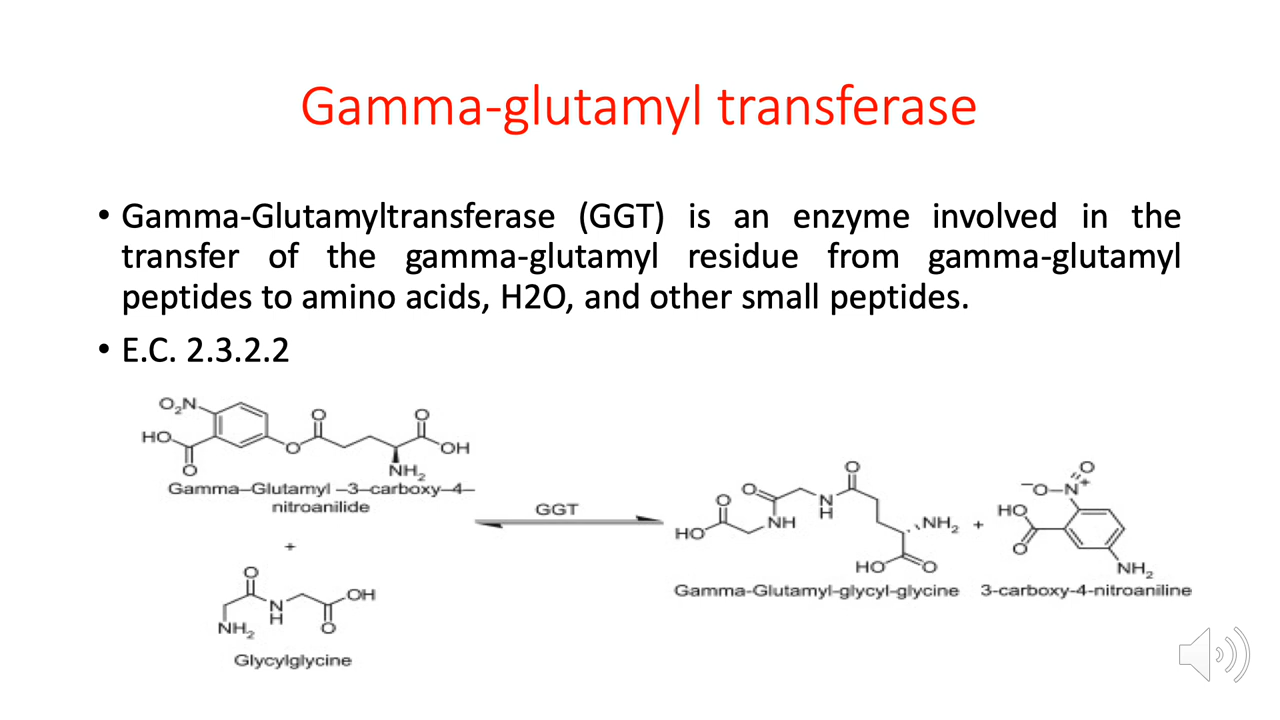 Gamma-glutamyl transferase
• Gamma-Glutamyltransferase (GGT) is an enzyme involved in the
transfer of the gamma-glutamyl residue from gamma-glutamyl
peptides to amino acids, H2O, and other small peptides.
• E.C. 2.3.2.2
O₂N
HO
O
O
O
O
OH
NH₂
Gamma–Glutamyl –3–carboxy–4–
nitroanilide
+
O
N
H
OH
O
NH₂
Glycylglycine
GGT
HO
O
O
NH
N
H
O
NH₂
HO
O
Gamma-Glutamyl-glycyl-glycine
+
O
⁻O
N⁺
HO
O
NH₂
3-carboxy-4-nitroaniline